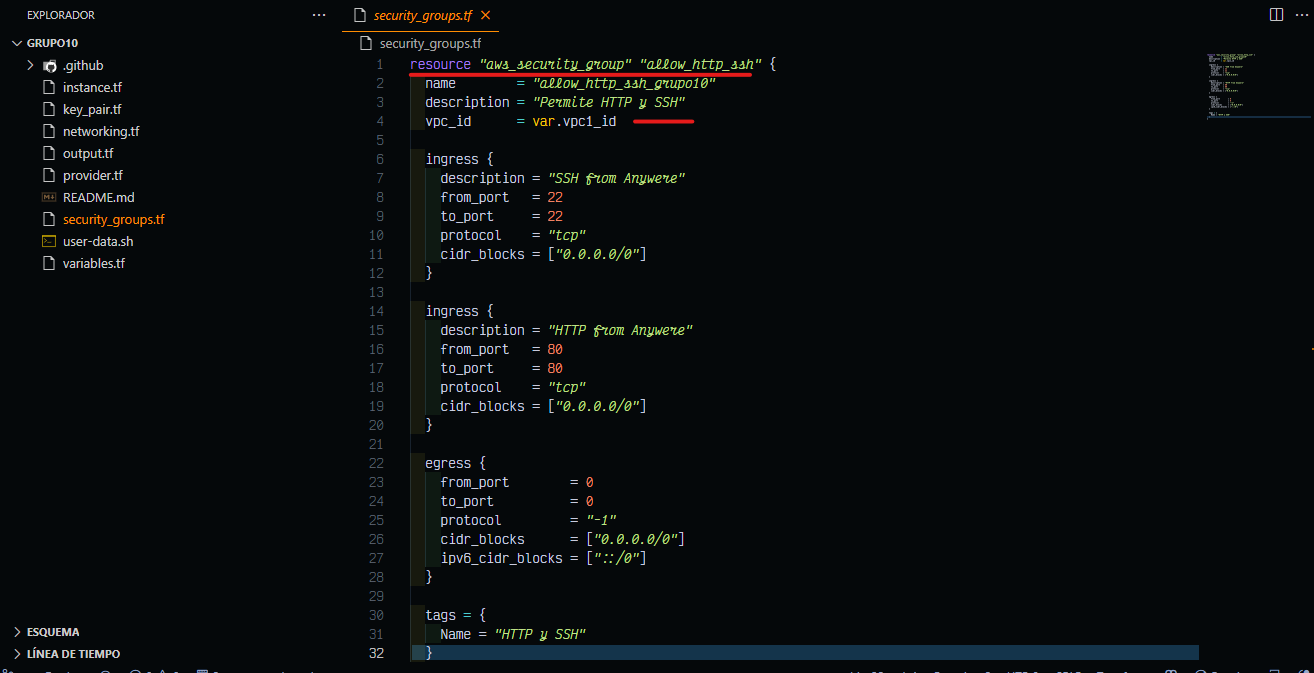 EXPLORADOR
GRUPO10
.github
instance.tf
key_pair.tf
networking.tf
output.tf
provider.tf
README.md
security_groups.tf
user-data.sh
variables.tf
ESQUEMA
LÍNEA DE TIEMPO
security_groups.tf
security_groups.tf
1 resource "aws_security_group" "allow_http_ssh" {
2 name = "allow_http_ssh_grupo10"
3 description = "Permite HTTP y SSH"
4 vpc_id = var.vpc1_id
5
6 ingress {
7 description = "SSH from Anywere"
8 from_port = 22
9 to_port = 22
10 protocol = "tcp"
11 cidr_blocks = ["0.0.0.0/0"]
12 }
13
14 ingress {
15 description = "HTTP from Anywere"
16 from_port = 80
17 to_port = 80
18 protocol = "tcp"
19 cidr_blocks = ["0.0.0.0/0"]
20 }
21
22 egress {
23 from_port = 0
24 to_port = 0
25 protocol = "-1"
26 cidr_blocks = ["0.0.0.0/0"]
27 ipv6_cidr_blocks = ["::/0"]
28 }
29
30 tags = {
31 Name = "HTTP y SSH"
32 }